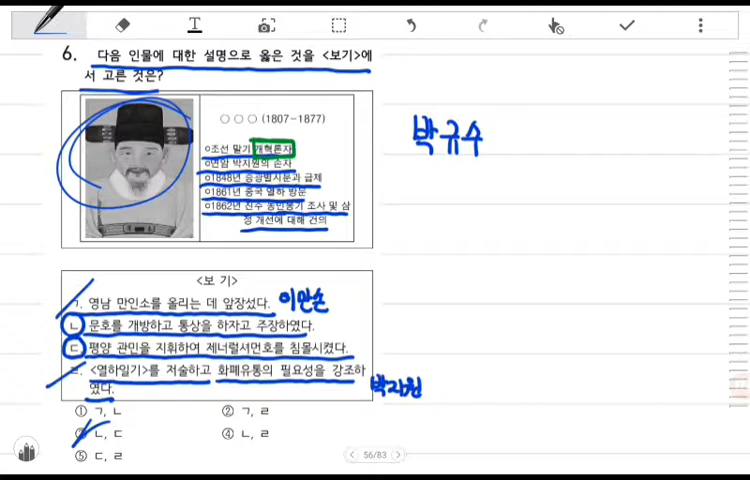 T
6. 다음 인물에 대한 설명으로 옳은 것을 <보기>에
서 고른 것은?
○○○(1807-1877)
○조선 말기 개혁론자
○연암 박지원의 손자
○1848년 증광별시문과 급제
○1861년 중국 열하 방문
○1862년 진주 농민봉기 조사 및 삼
정 개선에 대해 건의
박규수
<보 기>
ㄱ. 영남 만인소를 올리는 데 앞장섰다. 이만손
ㄴ. 문호를 개방하고 통상을 하자고 주장하였다.
ㄷ. 평양 관민을 지휘하여 제너럴셔먼호를 침몰시켰다.
ㄹ. <열하일기>를 저술하고 화폐유통의 필요성을 강조하
였다. 박지원
① ㄱ, ㄴ ② ㄱ, ㄹ
③ ㄴ, ㄷ ④ ㄴ, ㄹ
⑤ ㄷ, ㄹ
56/83